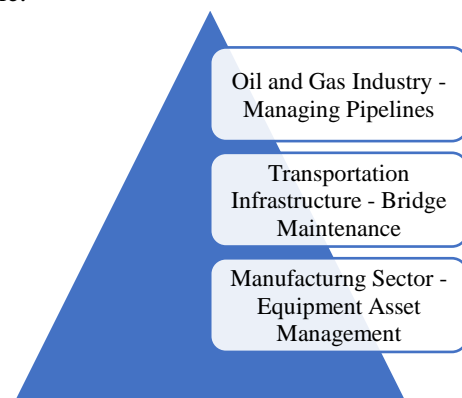 Oil and Gas Industry -
Managing Pipelines
Transportation
Infrastructure - Bridge
Maintenance
Manufacturng Sector -
Equipment Asset
Management